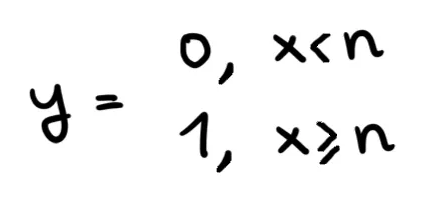 y =
0, x<n
1, x⩾n